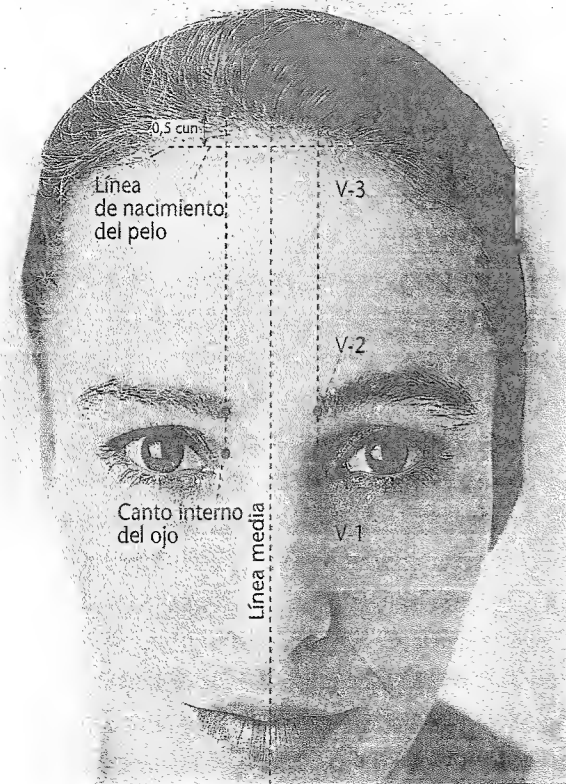 0,5 cun
Línea
de nacimiento
del pelo
V-3
V-2
Canto interno
del ojo
V-1
Línea media